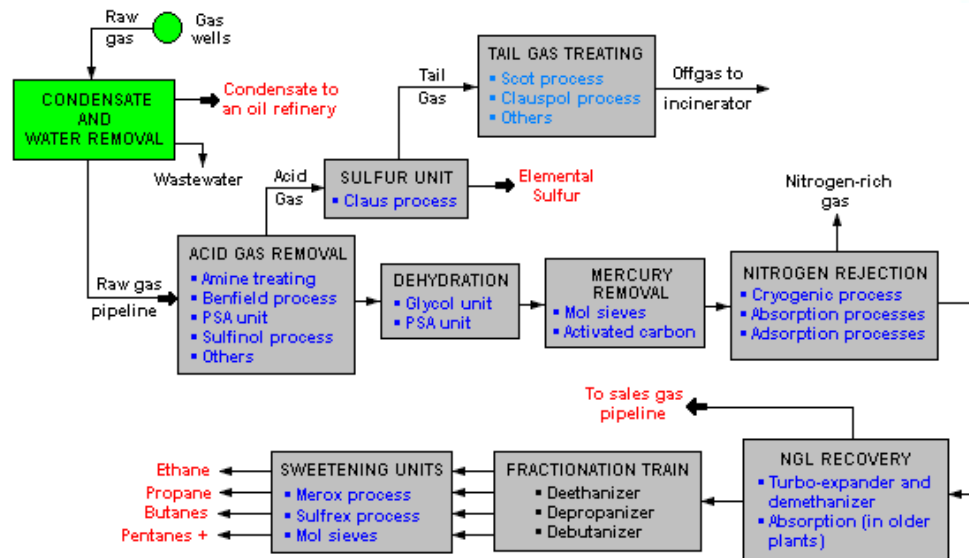 Raw
gas
Gas
wells
CONDENSATE
AND
WATER REMOVAL
Condensate to
an oil refinery
Wastewater
TAIL GAS TREATING
▪ Scot process
▪ Clauspol process
▪ Others
Tail
Gas
Offgas to
incinerator
Acid
Gas
SULFUR UNIT
▪ Claus process
Elemental
Sulfur
Nitrogen-rich
gas
Raw gas
pipeline
ACID GAS REMOVAL
▪ Amine treating
▪ Benfield process
▪ PSA unit
▪ Sulfinol process
▪ Others
DEHYDRATION
▪ Glycol unit
▪ PSA unit
MERCURY
REMOVAL
▪ Mol sieves
▪ Activated carbon
NITROGEN REJECTION
▪ Cryogenic process
▪ Absorption processes
▪ Adsorption processes
To sales gas
pipeline
NGL RECOVERY
▪ Turbo-expander and
demethanizer
▪ Absorption (in older
plants)
FRACTIONATION TRAIN
▪ Deethanizer
▪ Depropanizer
▪ Debutanizer
SWEETENING UNITS
▪ Merox process
▪ Sulfrex process
▪ Mol sieves
Ethane
Propane
Butanes
Pentanes +